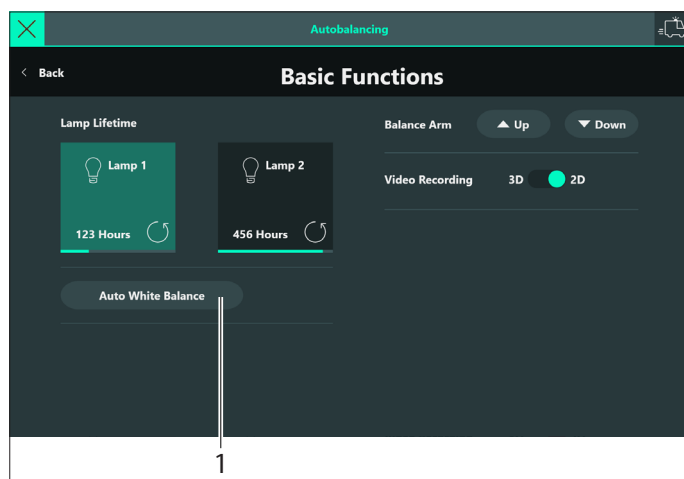 Autobalancing
Back
Basic Functions
Lamp Lifetime
Lamp 1
123 Hours
Lamp 2
456 Hours
Auto White Balance
Balance Arm
Up
Down
Video Recording
3D
2D
1